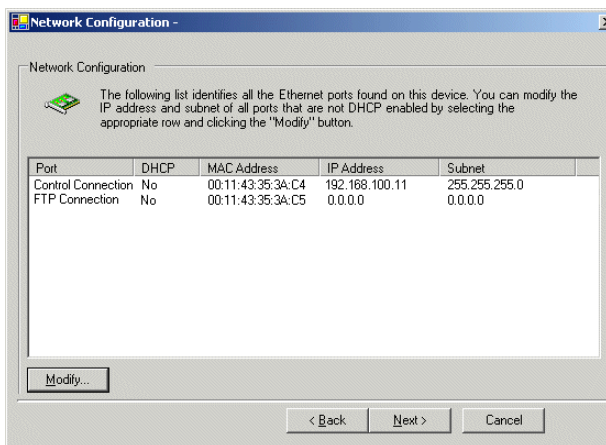 Network Configuration -
Network Configuration
The following list identifies all the Ethernet ports found on this device. You can modify the
IP address and subnet of all ports that are not DHCP enabled by selecting the
appropriate row and clicking the "Modify" button.
Port DHCP MAC Address IP Address Subnet
Control Connection No 00:11:43:35:3A:C4 192.168.100.11 255.255.255.0
FTP Connection No 00:11:43:35:3A:C5 0.0.0.0 0.0.0.0
Modify...
< Back Next > Cancel